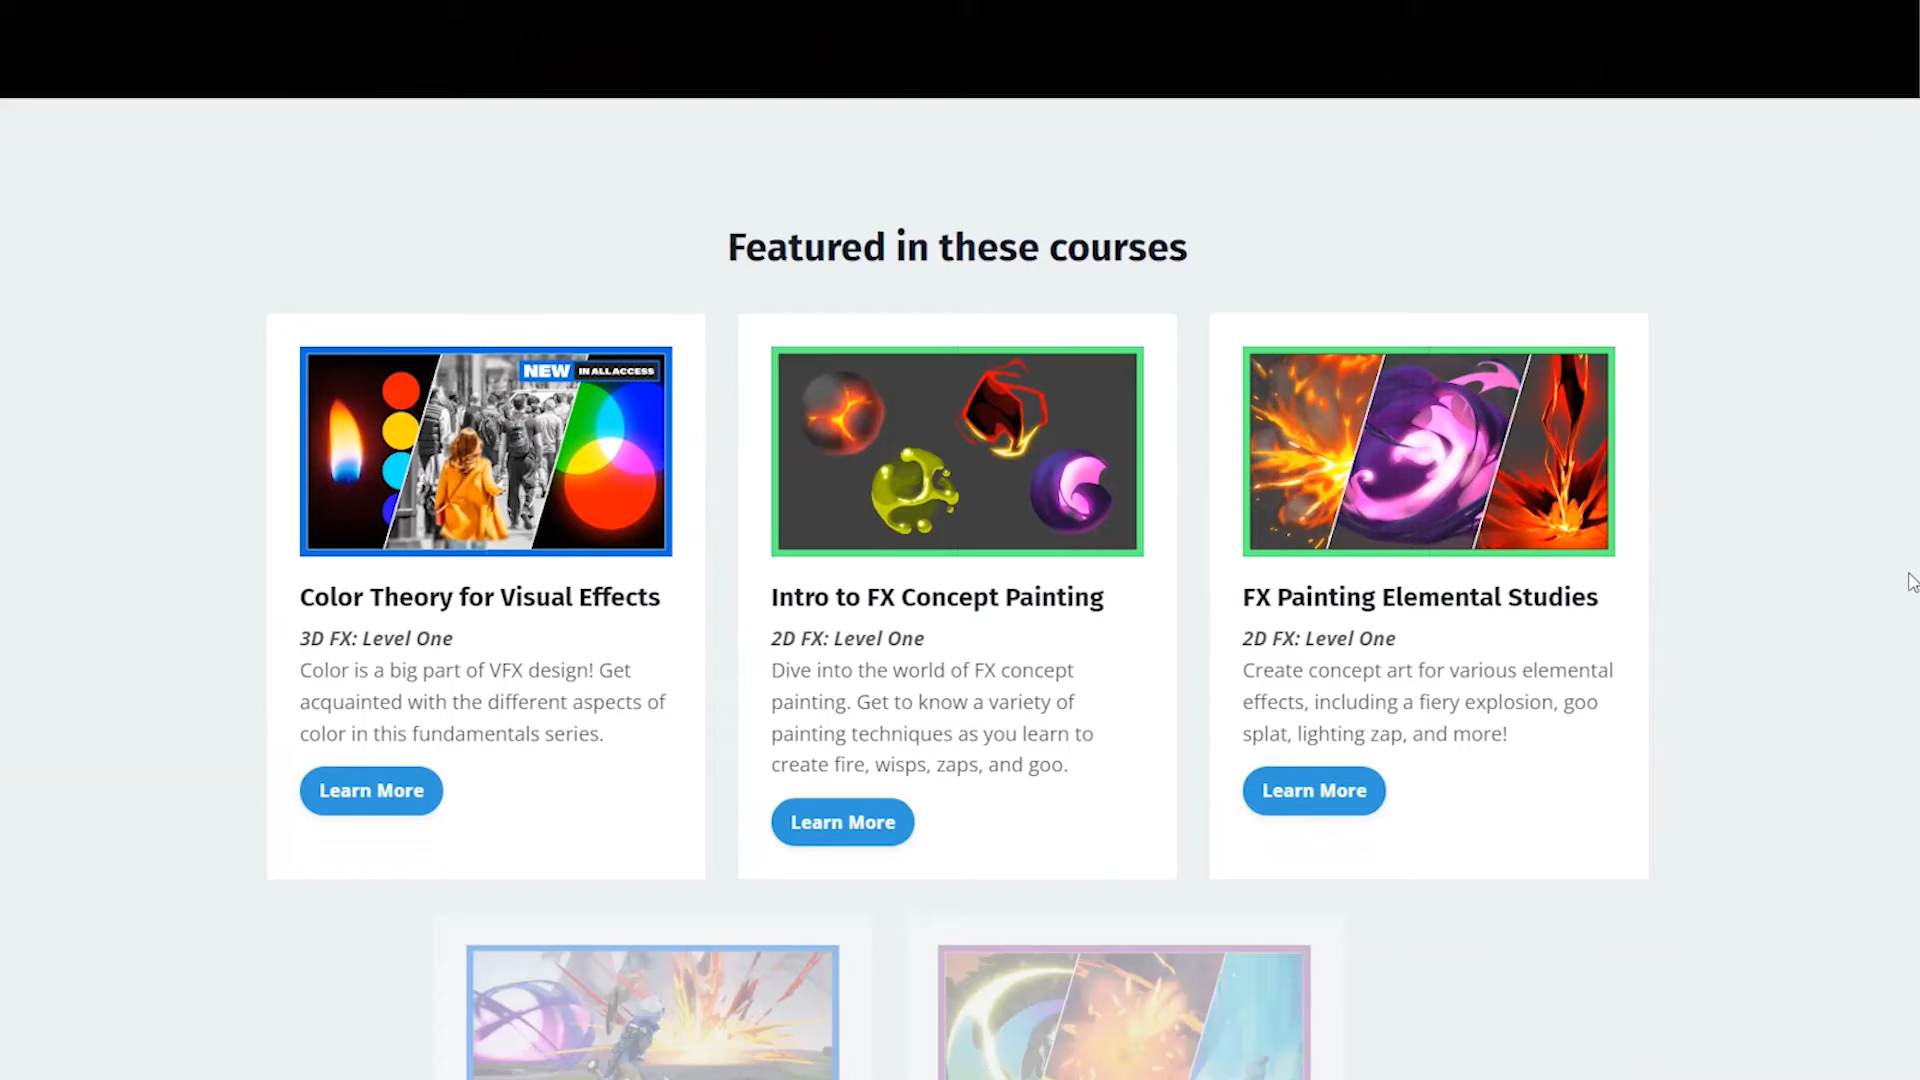 Featured in these courses
NEW IN ALL ACCESS
Color Theory for Visual Effects
3D FX: Level One
Color is a big part of VFX design! Get
acquainted with the different aspects of
color in this fundamentals series.
Learn More
Intro to FX Concept Painting
2D FX: Level One
Dive into the world of FX concept
painting. Get to know a variety of
painting techniques as you learn to
create fire, wisps, zaps, and goo.
Learn More
FX Painting Elemental Studies
2D FX: Level One
Create concept art for various elemental
effects, including a fiery explosion, goo
splat, lighting zap, and more!
Learn More